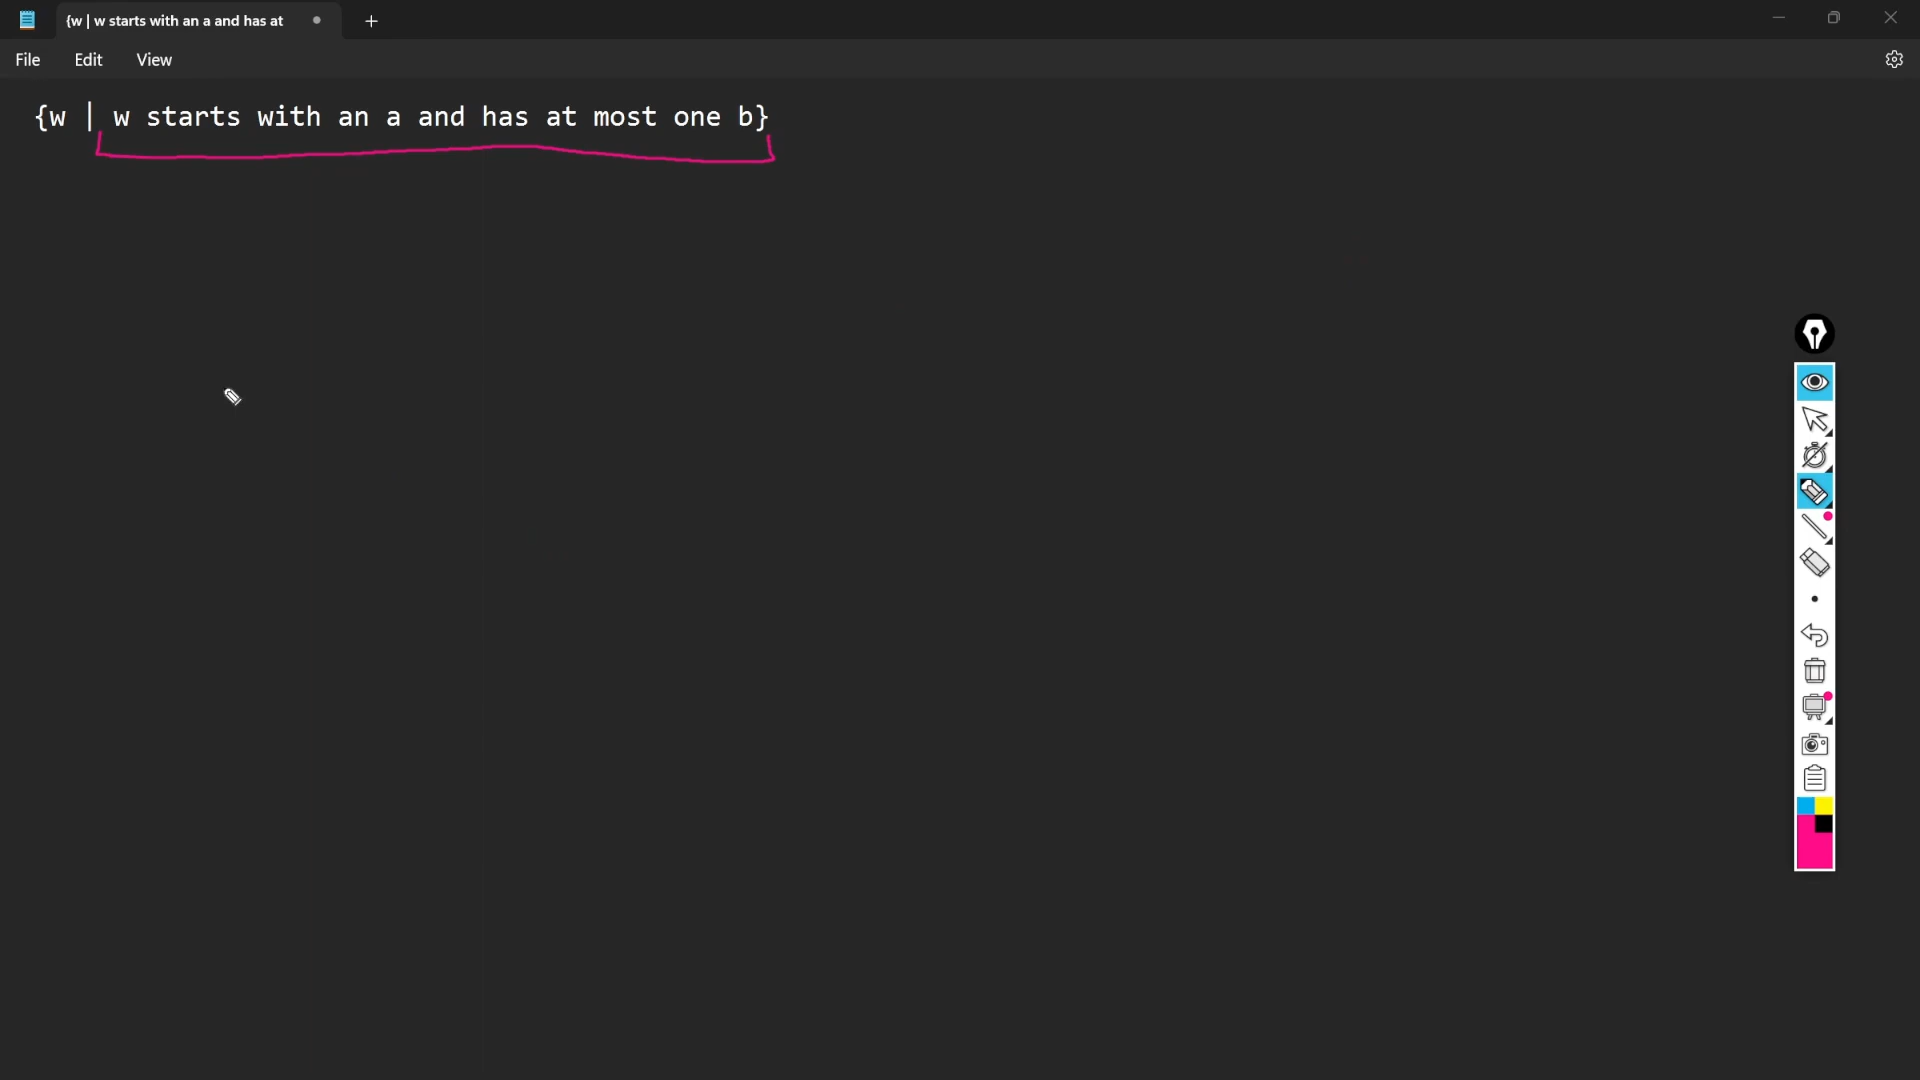 {w | w starts with an a and has at
File Edit View
{w | w starts with an a and has at most one b}